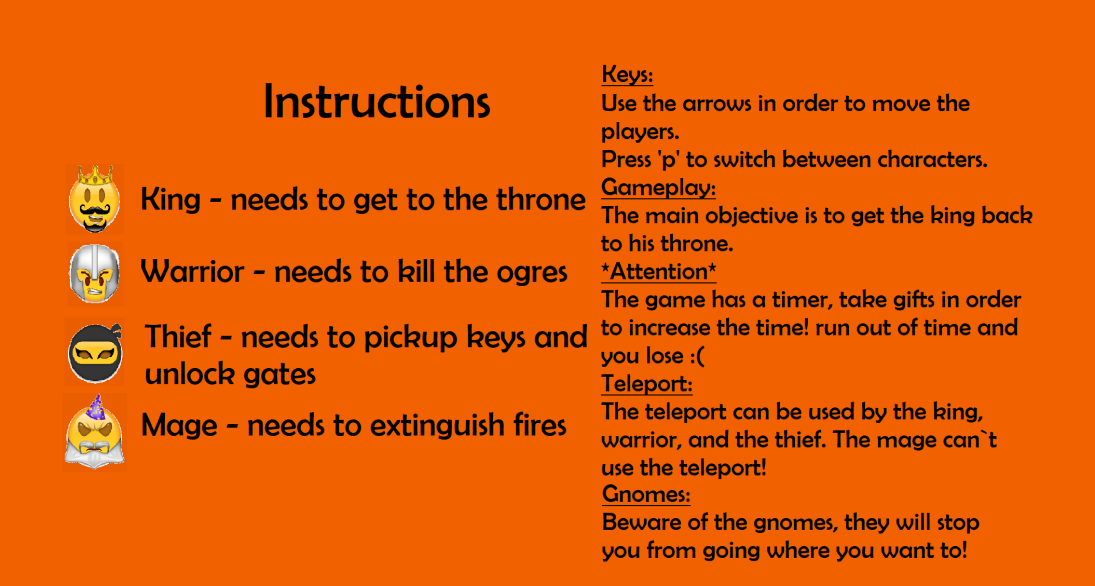 Instructions
King - needs to get to the throne
Warrior - needs to kill the ogres
Thief - needs to pickup keys and
unlock gates
Mage - needs to extinguish fires
Keys:
Use the arrows in order to move the
players.
Press 'p' to switch between characters.
Gameplay:
The main objective is to get the king back
to his throne.
*Attention*
The game has a timer, take gifts in order
to increase the time! run out of time and
you lose :(
Teleport:
The teleport can be used by the king,
warrior, and the thief. The mage can`t
use the teleport!
Gnomes:
Beware of the gnomes, they will stop
you from going where you want to!